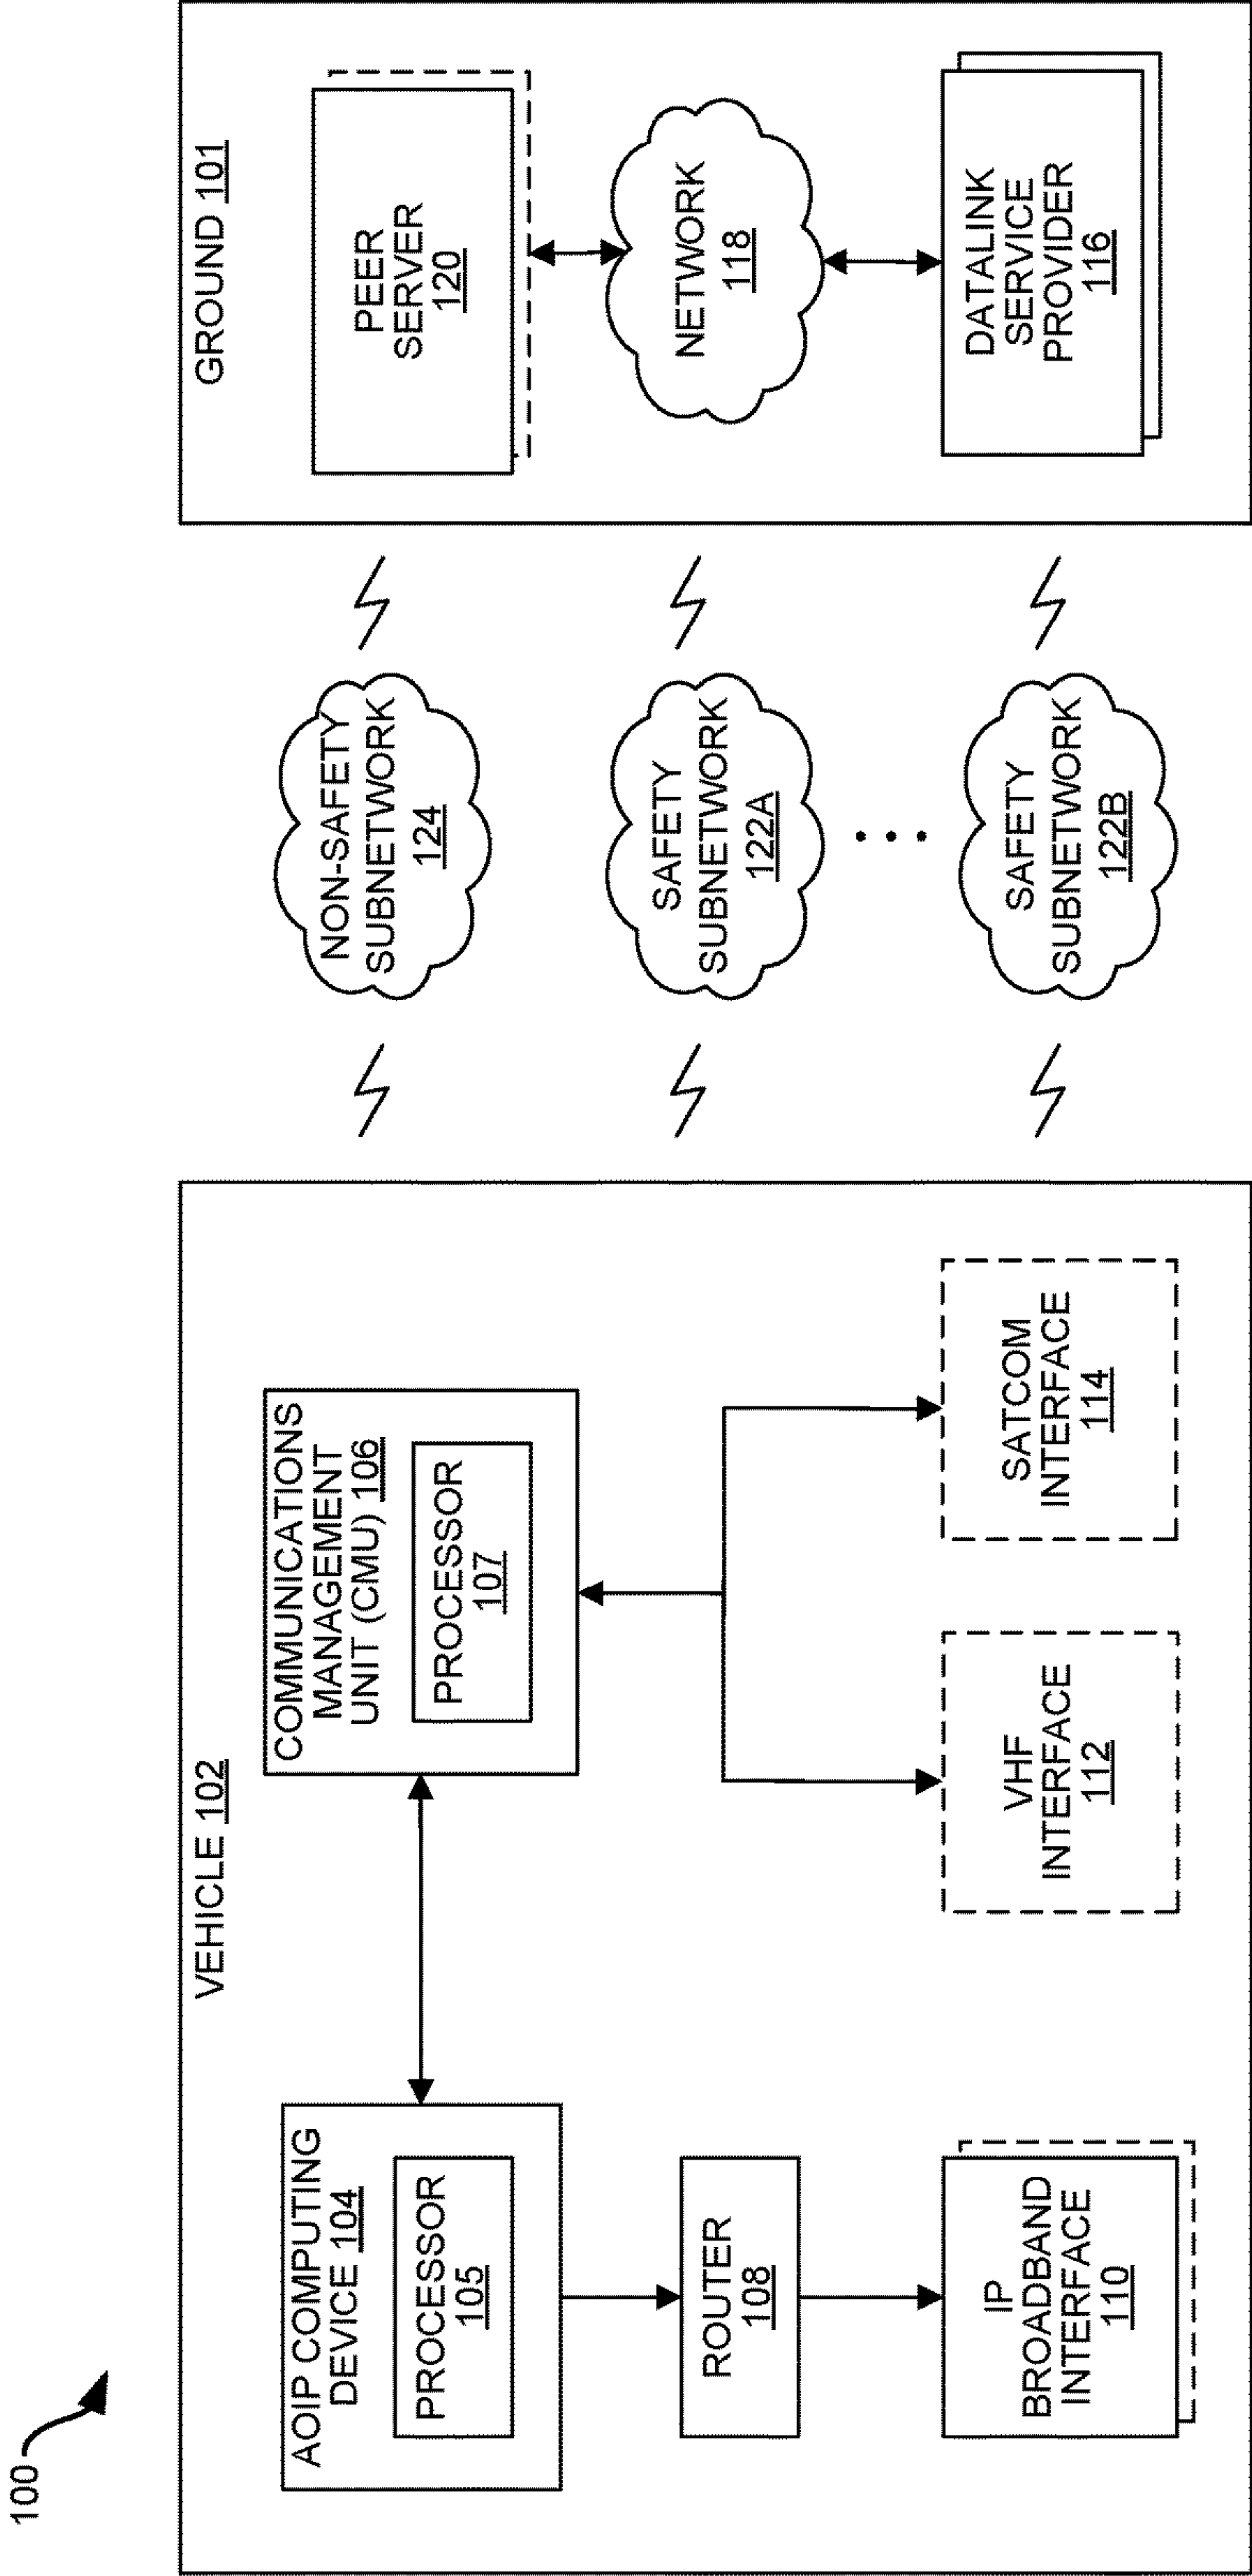 100
VEHICLE 102
AOIP COMPUTING
DEVICE 104
PROCESSOR
105
ROUTER
108
IP
BROADBAND
INTERFACE
110
COMMUNICATIONS
MANAGEMENT
UNIT (CMU) 106
PROCESSOR
107
VHF
INTERFACE
112
SATCOM
INTERFACE
114
NON-SAFETY
SUBNETWORK
124
SAFETY
SUBNETWORK
122A
SAFETY
SUBNETWORK
122B
GROUND 101
PEER
SERVER
120
NETWORK
118
DATALINK
SERVICE
PROVIDER
116